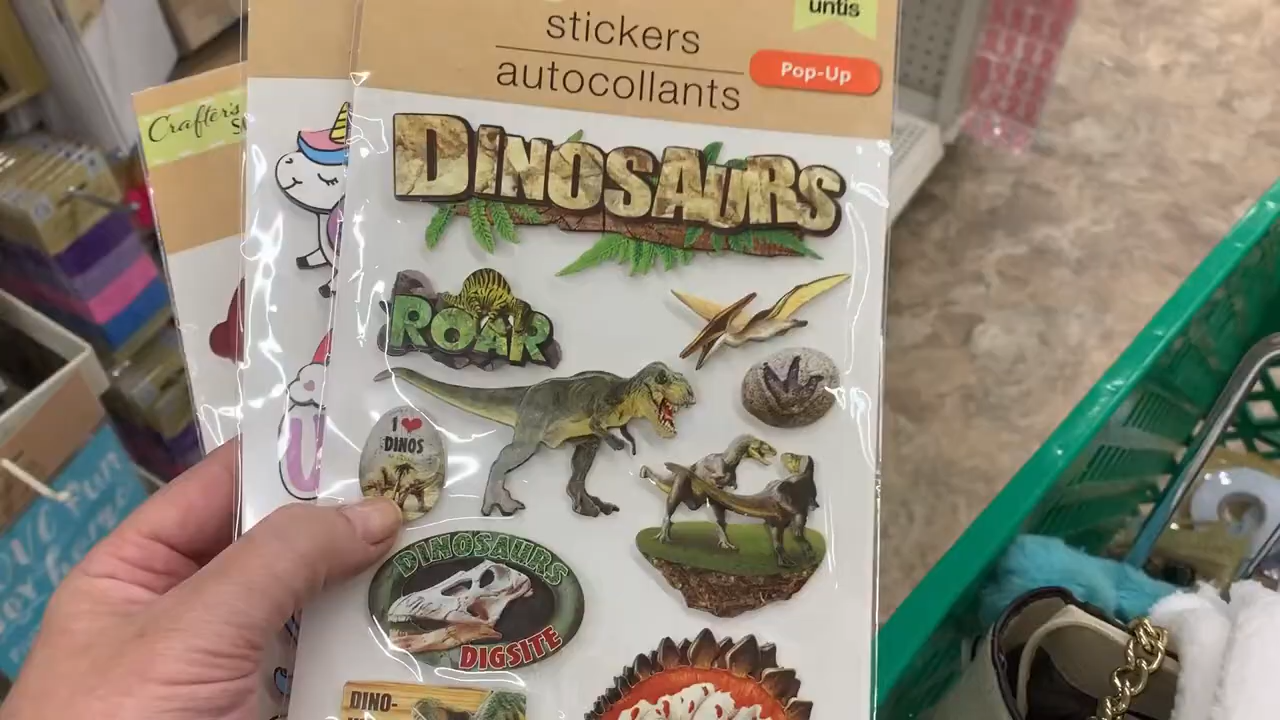 untis
stickers
autocollants
Pop-Up
Crafter's
DINOSAURS
ROAR
I ❤
DINOS
DINOSAURS
DIGSITE
DINO-
U